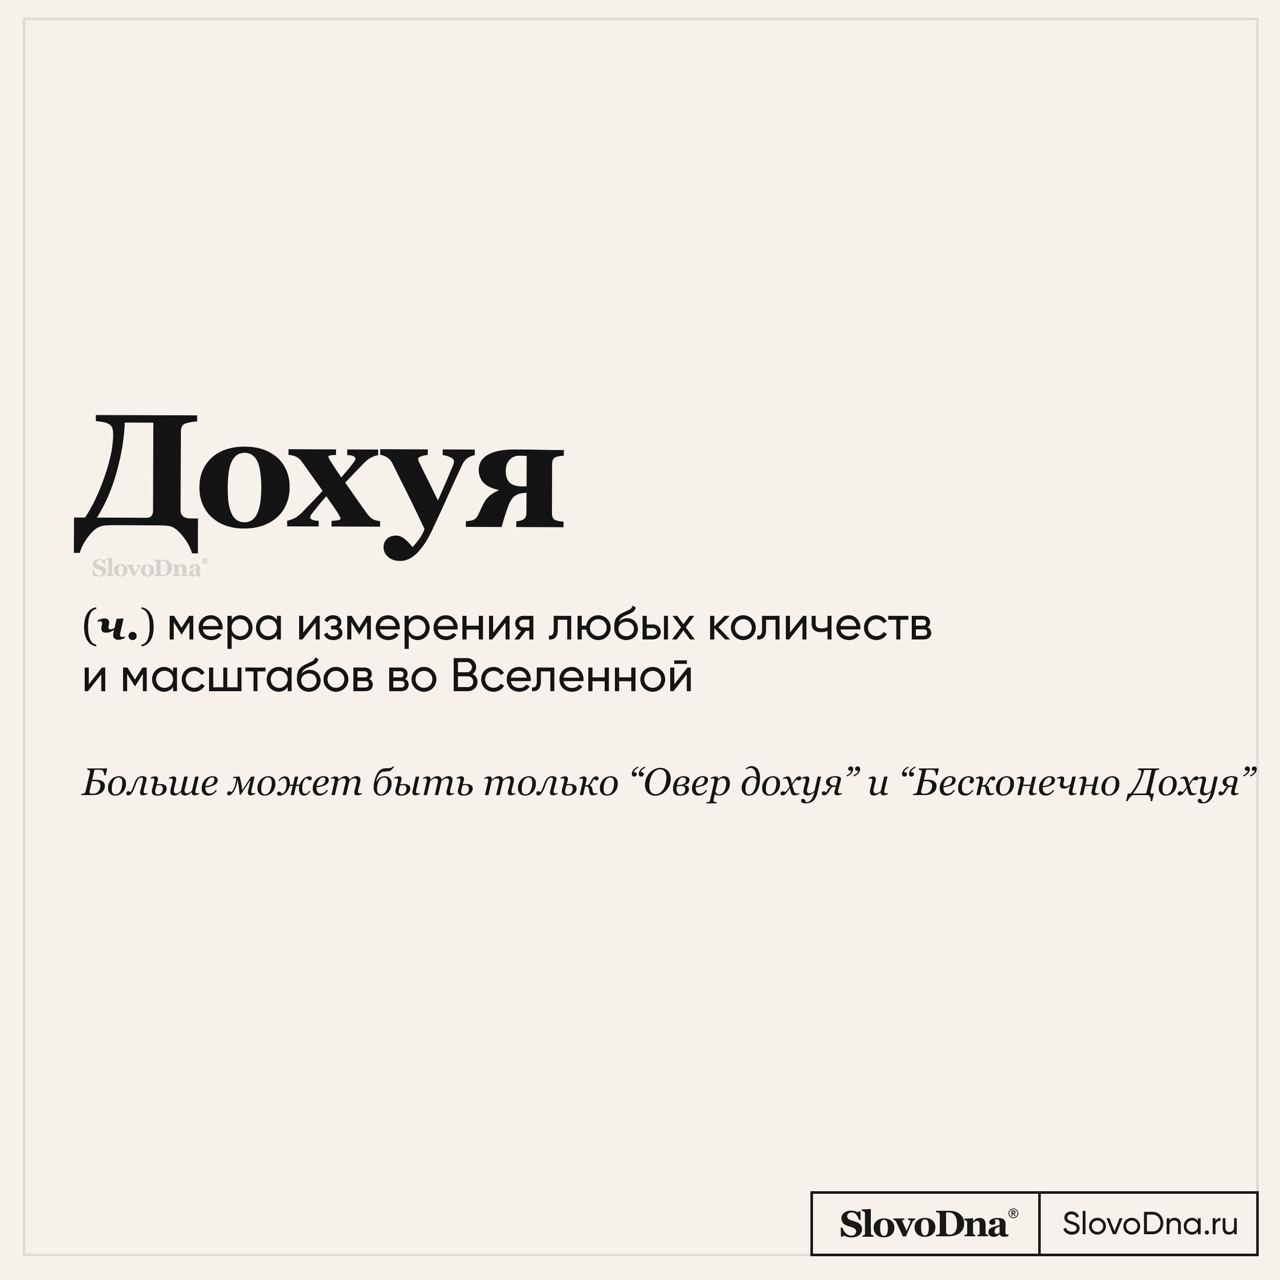 Дохуя
SlovoDna®
(ч.) мера измерения любых количеств
и масштабов во Вселенной
Больше может быть только “Овер дохуя” и “Бесконечно Дохуя”
SlovoDna® SlovoDna.ru